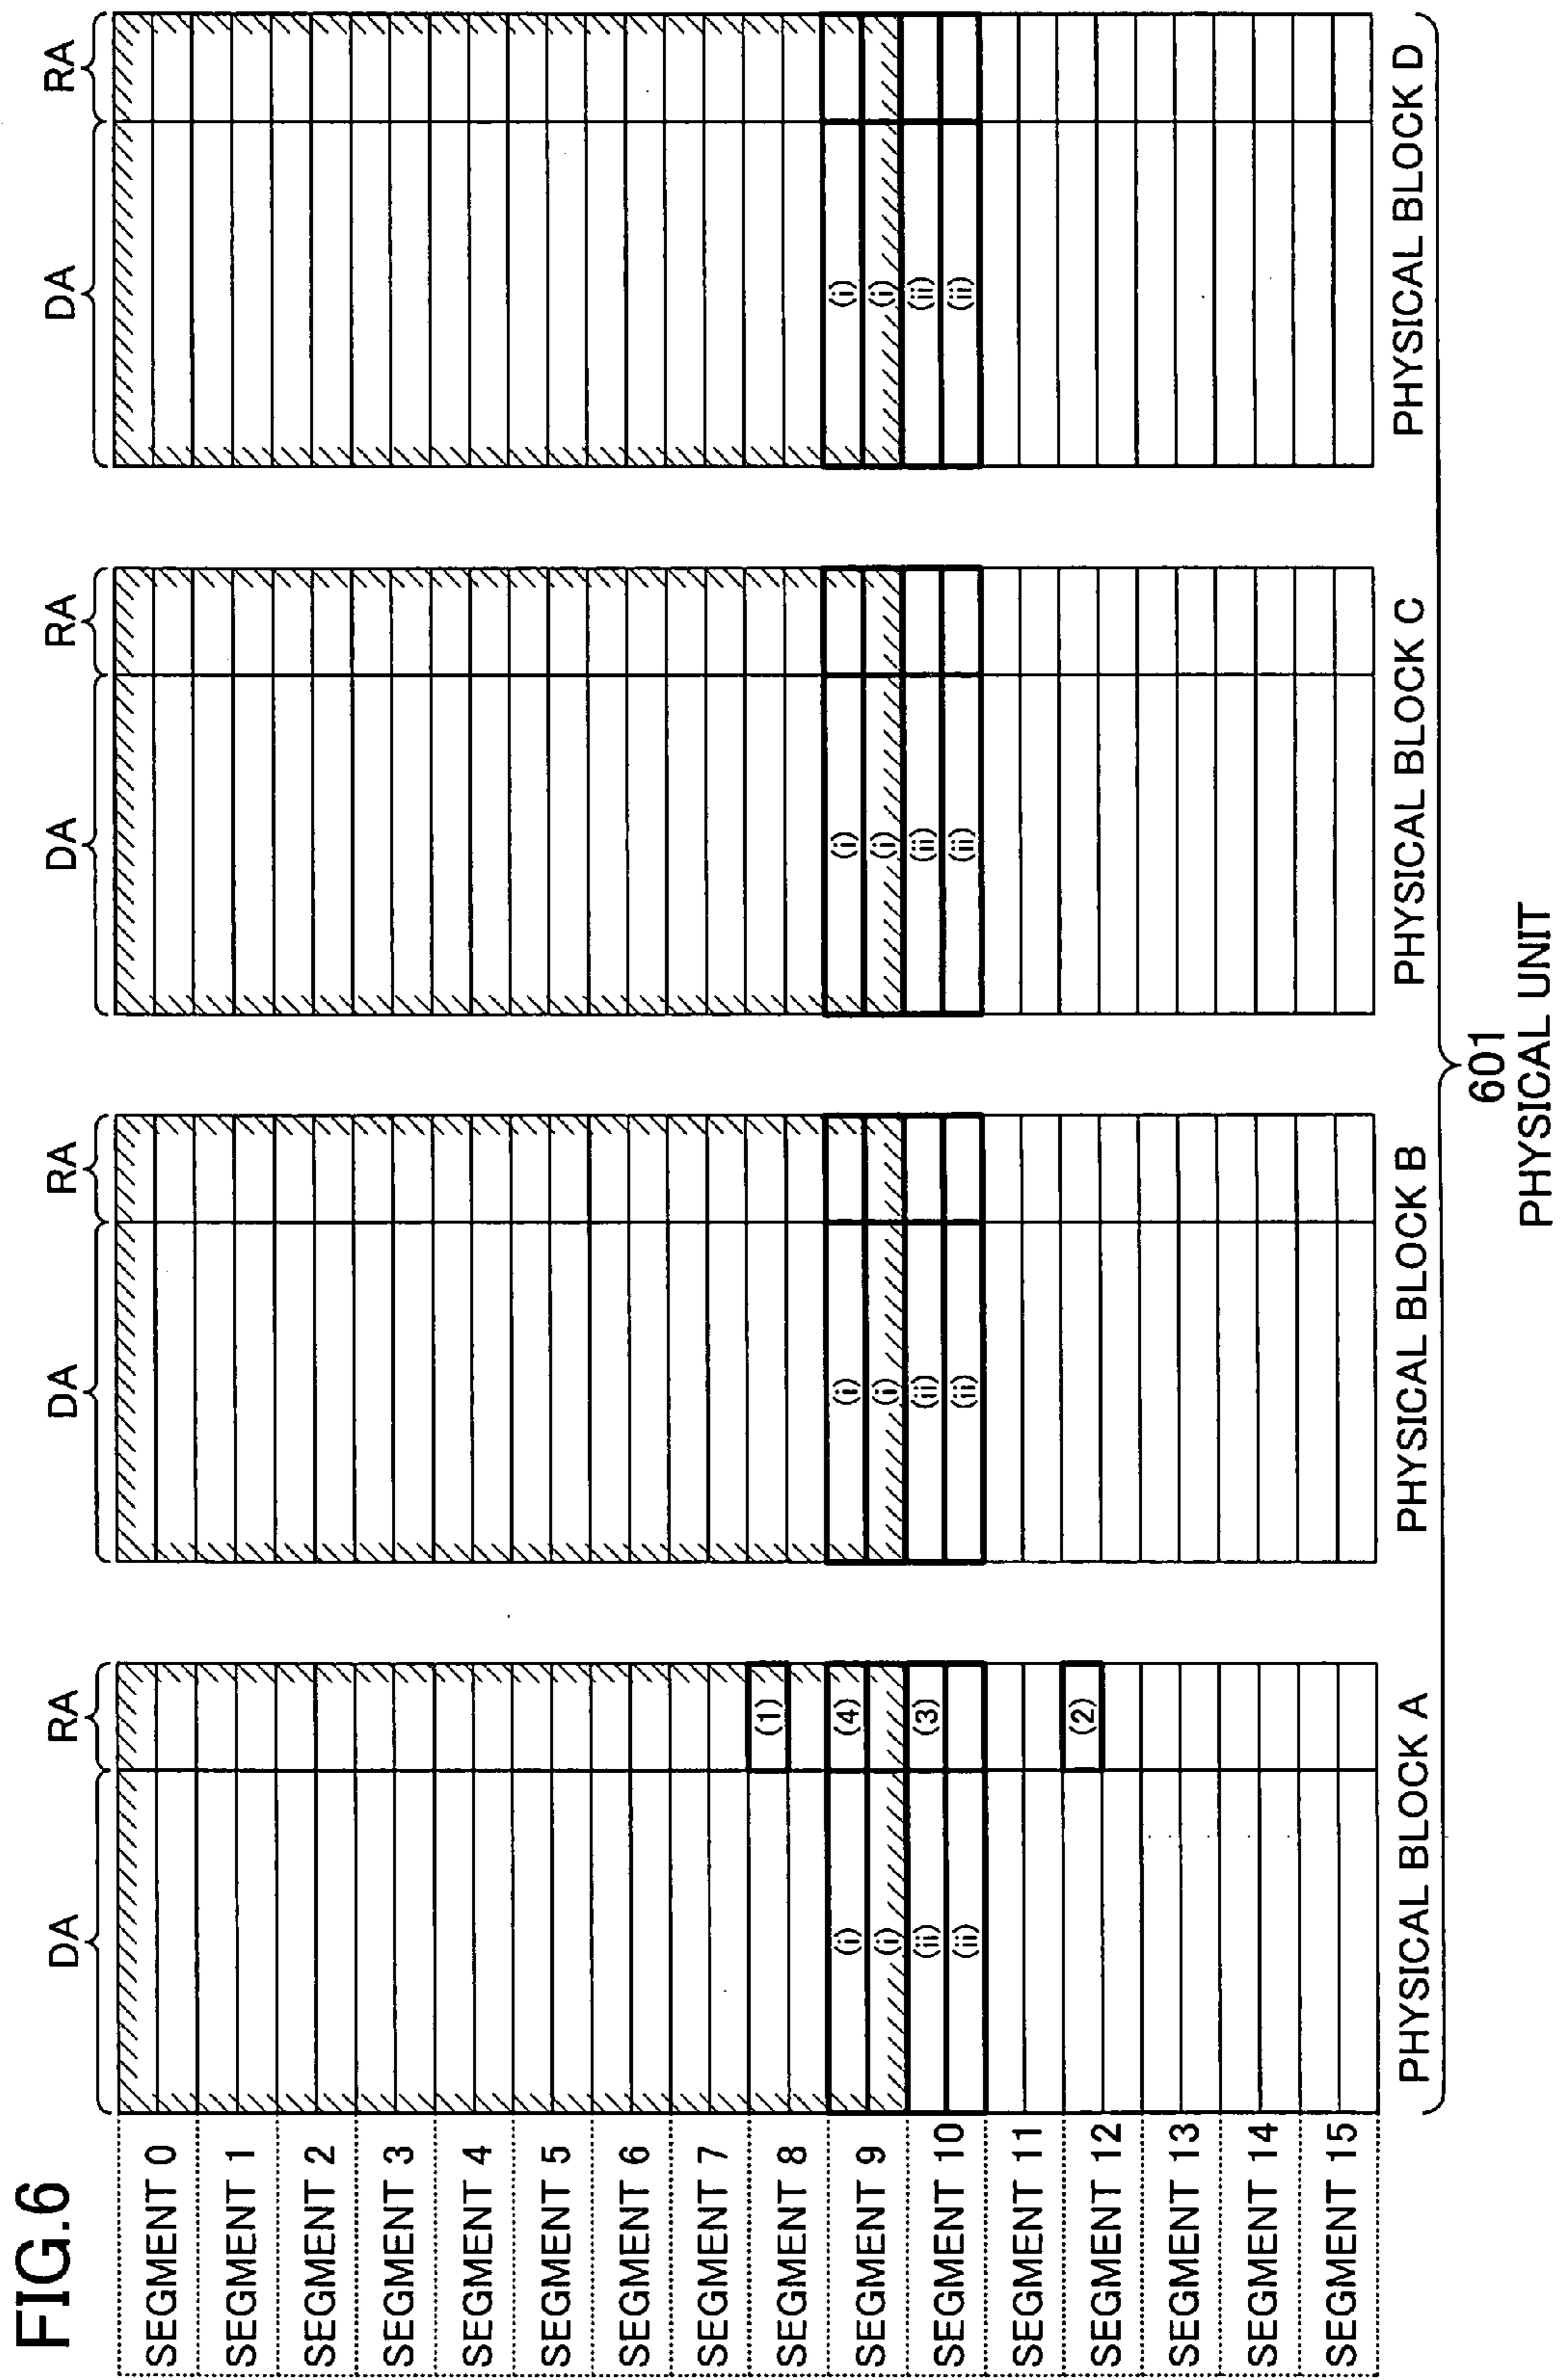 FIG.6
DA RA DA RA DA RA DA RA
SEGMENT 0
SEGMENT 1
SEGMENT 2
SEGMENT 3
SEGMENT 4
SEGMENT 5
SEGMENT 6
SEGMENT 7
SEGMENT 8 (1)
SEGMENT 9 (i) (4) (i) (i) (i)
(i) (i) (i) (i)
SEGMENT 10 (ii) (3) (ii) (ii) (ii)
(ii) (ii) (ii) (ii)
SEGMENT 11
SEGMENT 12 (2)
SEGMENT 13
SEGMENT 14
SEGMENT 15
PHYSICAL BLOCK A PHYSICAL BLOCK B PHYSICAL BLOCK C PHYSICAL BLOCK D
601
PHYSICAL UNIT